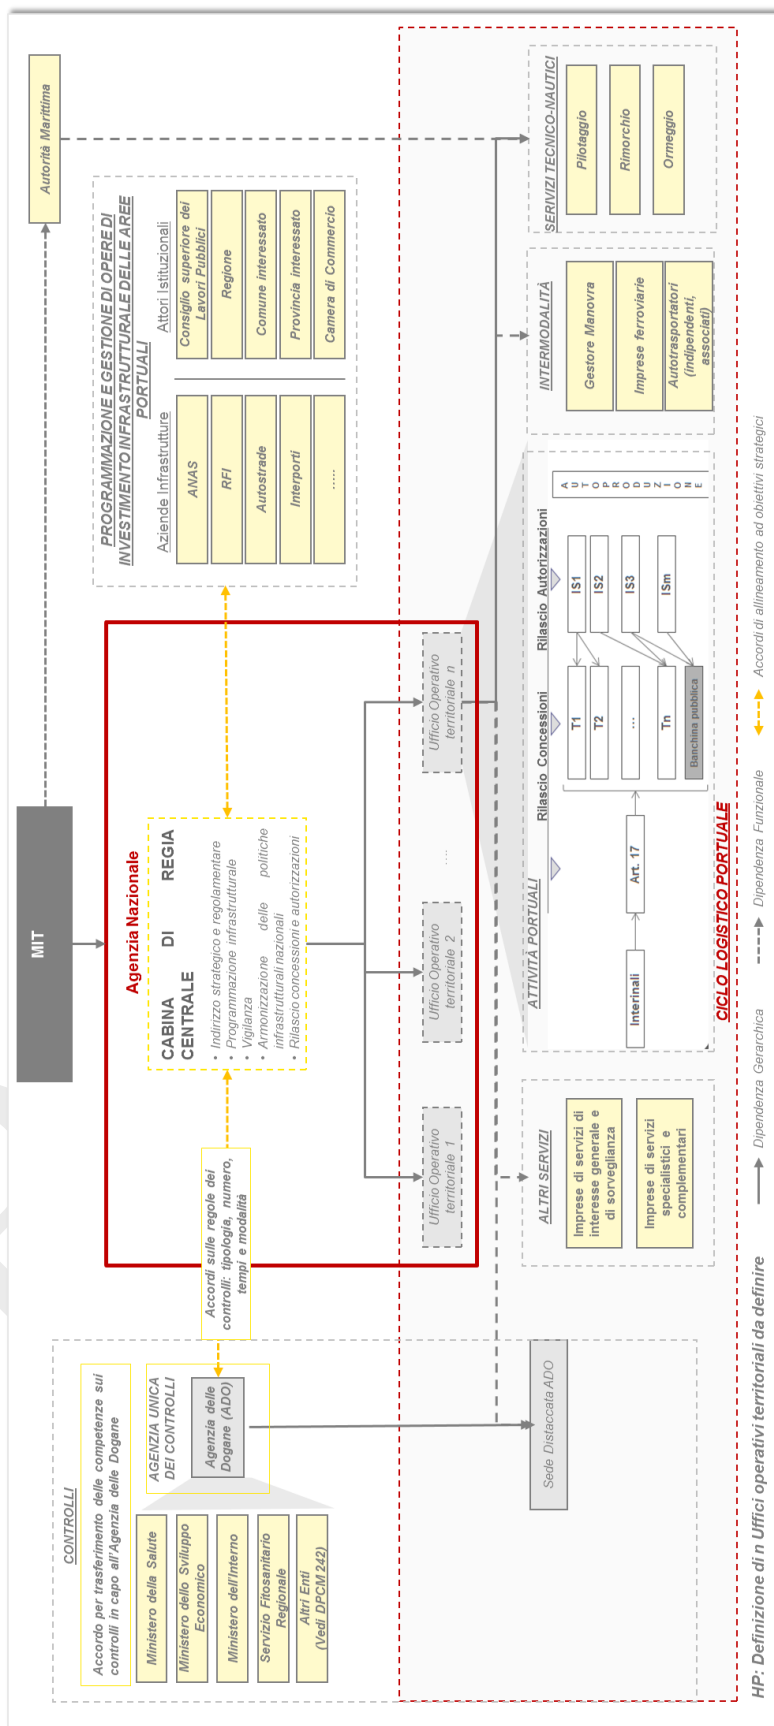 MIT
Autorità Marittima
CONTROLLI
Accordo per trasferimento delle competenze sui
controlli in capo all'Agenzia delle Dogane
AGENZIA UNICA
DEI CONTROLLI
Agenzia delle
Dogane (ADO)
Ministero della Salute
Ministero dello Sviluppo
Economico
Ministero dell'Interno
Servizio Fitosanitario
Regionale
Altri Enti
(Vedi DPCM 242)
Accordi sulle regole dei
controlli: tipologia, numero,
tempi e modalità
Agenzia Nazionale
CABINA DI REGIA
CENTRALE
• Indirizzo strategico e regolamentare
• Programmazione infrastrutturale
• Vigilanza
• Armonizzazione delle politiche
infrastrutturali nazionali
• Rilascio concessioni e autorizzazioni
PROGRAMMAZIONE E GESTIONE DI OPERE DI
INVESTIMENTO INFRASTRUTTURALE DELLE AREE
PORTUALI
Aziende Infrastrutture
ANAS
RFI
Autostrade
Interporti
......
Attori Istituzionali
Consiglio superiore dei
Lavori Pubblici
Regione
Comune interessato
Provincia interessato
Camera di Commercio
Ufficio Operativo
territoriale 1
Ufficio Operativo
territoriale 2
....
Ufficio Operativo
territoriale n
Sede Distaccata ADO
ALTRI SERVIZI
Imprese di servizi di
interesse generale e
di sorveglianza
Imprese di servizi
specialistici e
complementari
ATTIVITÀ PORTUALI
Rilascio Concessioni
Rilascio Autorizzazioni
Interinali
Art. 17
T1
T2
...
Tn
Banchina pubblica
IS1
IS2
IS3
ISm
AUTOPRODUZIONE
INTERMODALITÀ
Gestore Manovra
Imprese ferroviarie
Autotrasportatori
(indipendenti,
associati)
SERIVIZI TECNICO-NAUTICI
Pilotaggio
Rimorchio
Ormeggio
CICLO LOGISTICO PORTUALE
HP: Definizione di n Uffici operativi territoriali da definire
Dipendenza Gerarchica
Dipendenza Funzionale
Accordi di allineamento ad obiettivi strategici